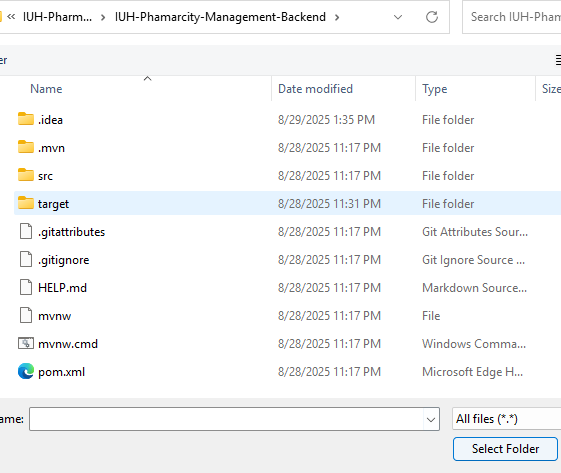 « IUH-Pharm... > IUH-Phamarcity-Management-Backend > Search IUH-Pham
er
Name Date modified Type Size
.idea 8/29/2025 1:35 PM File folder
.mvn 8/28/2025 11:17 PM File folder
src 8/28/2025 11:17 PM File folder
target 8/28/2025 11:31 PM File folder
.gitattributes 8/28/2025 11:17 PM Git Attributes Sour...
.gitignore 8/28/2025 11:17 PM Git Ignore Source ...
HELP.md 8/28/2025 11:17 PM Markdown Source...
mvnw 8/28/2025 11:17 PM File
mvnw.cmd 8/28/2025 11:17 PM Windows Comma...
pom.xml 8/28/2025 11:17 PM Microsoft Edge H...
ame: All files (*.*)
Select Folder